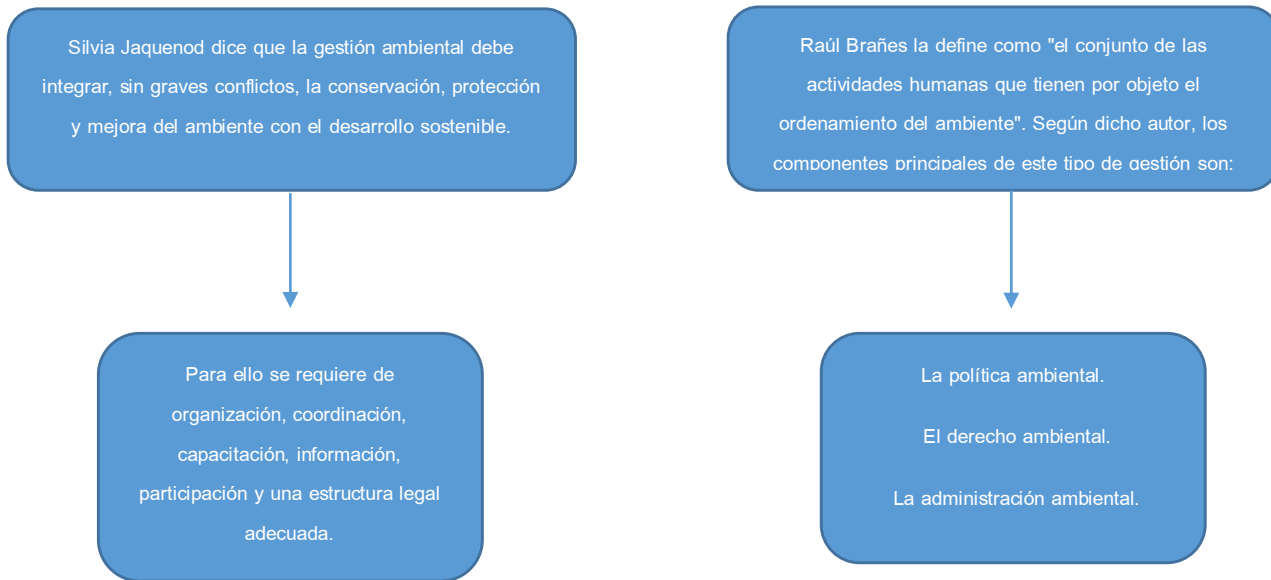 Silvia Jaquenod dice que la gestión ambiental debe
integrar, sin graves conflictos, la conservación, protección
y mejora del ambiente con el desarrollo sostenible.
Para ello se requiere de
organización, coordinación,
capacitación, información,
participación y una estructura legal
adecuada.
Raúl Brañes la define como "el conjunto de las
actividades humanas que tienen por objeto el
ordenamiento del ambiente". Según dicho autor, los
componentes principales de este tipo de gestión son:
La política ambiental.
El derecho ambiental.
La administración ambiental.